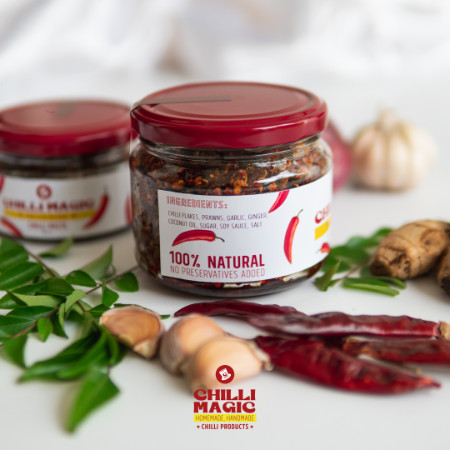 CHILLI MAGIC
INGREDIENTS:
CHILLI FLAKES, PRAWNS, GARLIC, GINGER,
COCONUT OIL, SUGAR, SOY SAUCE, SALT
100% NATURAL
NO PRESERVATIVES ADDED
CHILLI
CHILLI
MAGIC
HOMEMADE, HANDMADE
• CHILLI PRODUCTS •